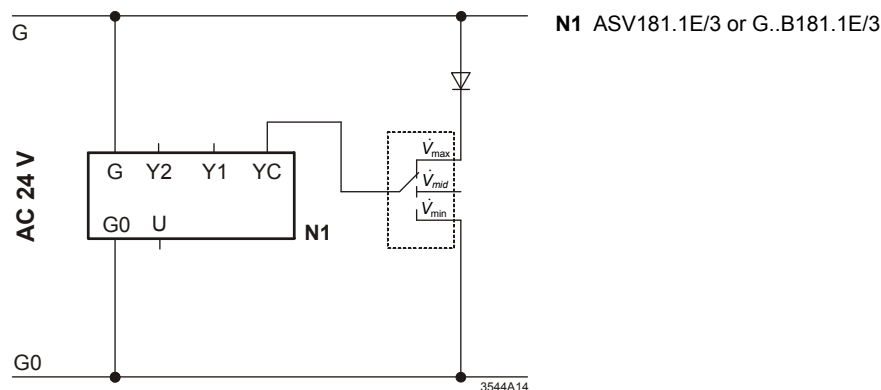 N1 ASV181.1E/3 or G..B181.1E/3
G
AC 24 V
G Y2 Y1 YC
G0 U
N1
V̇max
V̇mid
V̇min
G0
3544A14